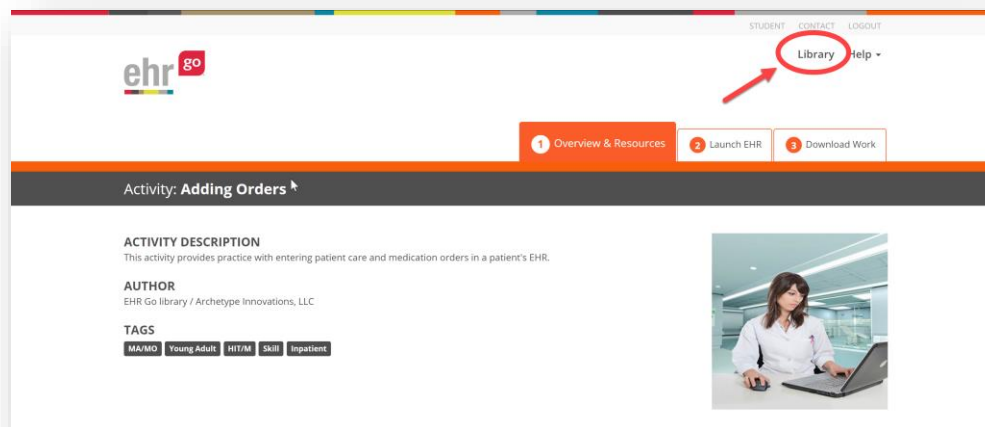 STUDENT CONTACT LOGOUT
Library Help
ehr go
1 Overview & Resources 2 Launch EHR 3 Download Work
Activity: Adding Orders
ACTIVITY DESCRIPTION
This activity provides practice with entering patient care and medication orders in a patient's EHR.
AUTHOR
EHR Go library / Archetype Innovations, LLC
TAGS
MA/MO Young Adult HIT/M Skill Inpatient